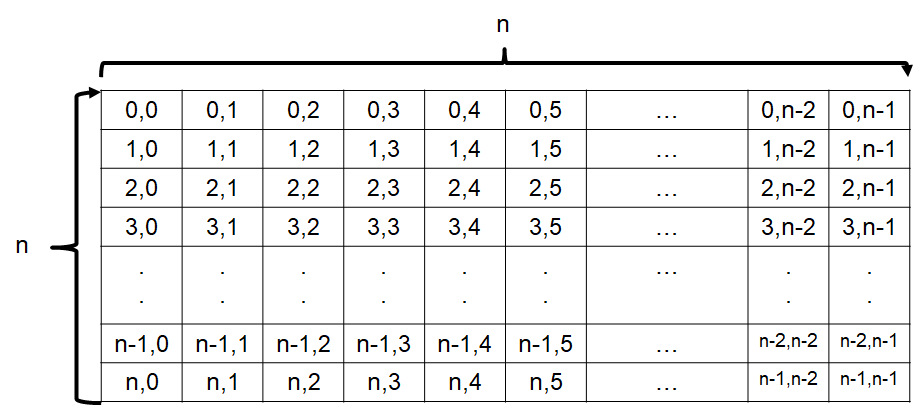 n
0,0 0,1 0,2 0,3 0,4 0,5 ... 0,n-2 0,n-1
1,0 1,1 1,2 1,3 1,4 1,5 ... 1,n-2 1,n-1
2,0 2,1 2,2 2,3 2,4 2,5 ... 2,n-2 2,n-1
3,0 3,1 3,2 3,3 3,4 3,5 ... 3,n-2 3,n-1
n
. . . . . . ... . .
. . . . . . . .
n-1,0 n-1,1 n-1,2 n-1,3 n-1,4 n-1,5 ... n-2,n-2 n-2,n-1
n,0 n,1 n,2 n,3 n,4 n,5 ... n-1,n-2 n-1,n-1